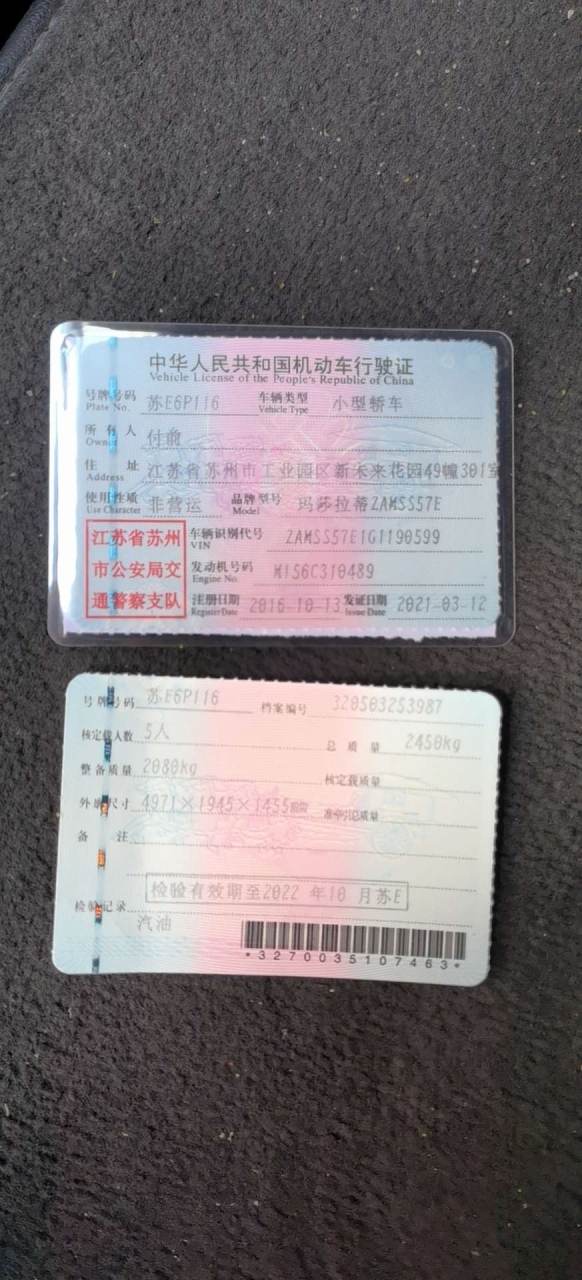 中华人民共和国机动车行驶证
Vehicle License of the People's Republic of China
号牌号码 苏E6P116 车辆类型 小型轿车
Plate No. Vehicle Type
所有人 付前
Owner
住址 江苏省苏州市工业园区新未来花园49幢301室
Address
使用性质 非营运 品牌型号 玛莎拉蒂ZAMSS57E
Use Character Model
江苏省苏州
市公安局交
通警察支队
车辆识别代号 ZAMSS57E1G1190599
VIN
发动机号码 M156C310489
Engine No.
注册日期 2016-10-13 发证日期 2021-03-12
Register Date Issue Date
号牌号码 苏E6P116 档案编号 320503253987
核定载人数 5人 总质量 2450kg
整备质量 2080kg 核定载质量
外廓尺寸 4971×1945×1455 准牵引总质量 —
备注
检验有效期至2022 年10 月苏E
检验记录
汽油
*3270035107463*